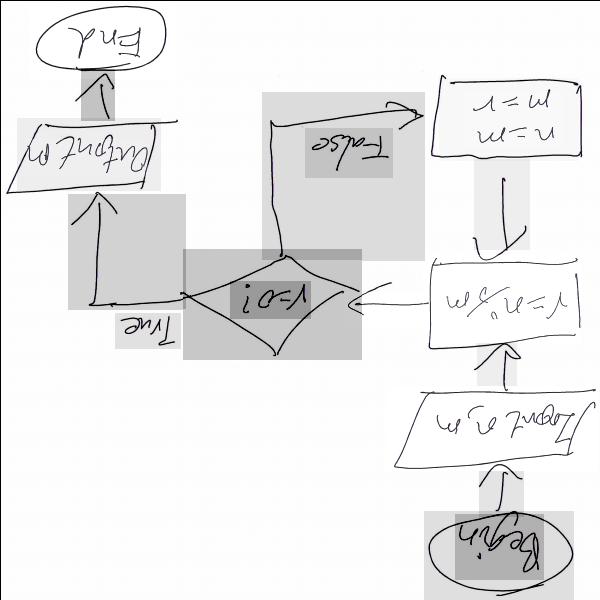 Begin
Input n,m
r=n%m
r=0?
False
n=m
m=r
True
Output m
End